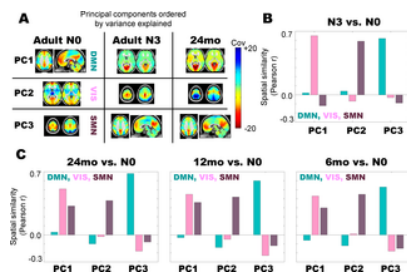 A
Principal components ordered
by variance explained
Adult N0
Adult N3
24mo
PC1
DMN
PC2
VIS
PC3
SMN
Cov
+20
-20
B
N3 vs. N0
Spatial similarity
(Pearson r)
0.7
0.0
-0.3
DMN, VIS, SMN
PC1
PC2
PC3
C
24mo vs. N0
12mo vs. N0
6mo vs. N0
Spatial similarity
(Pearson r)
0.7
0.0
-0.3
DMN, VIS, SMN
DMN, VIS, SMN
DMN, VIS, SMN
PC1 PC2 PC3
PC1 PC2 PC3
PC1 PC2 PC3